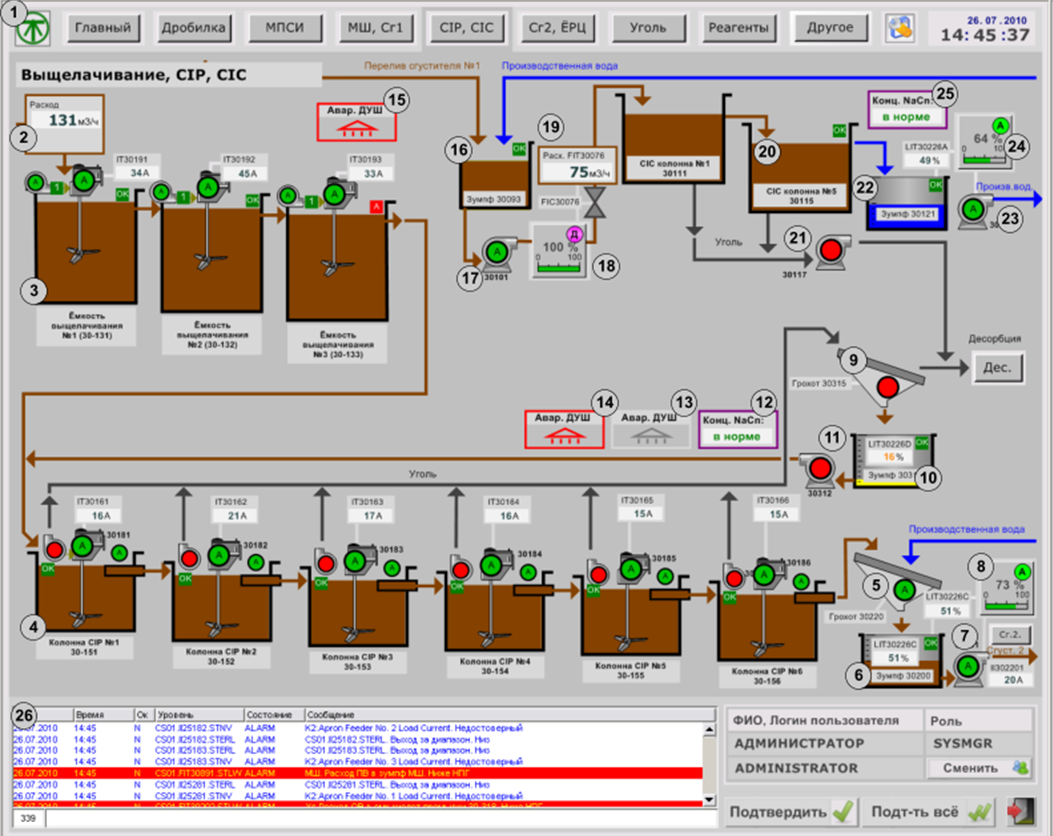 1
Главный
Дробилка
МПСИ
МШ, Сг1
CIP, CIC
Сг2, ЁРЦ
Уголь
Реагенты
Другое
26.07.2010
14:45:37
Выщелачивание, CIP, CIC
Перелив сгустителя №1
Производственная вода
Расход
131 м3/ч
2
IT30191
34A
IT30192
45A
IT30193
33A
1
1
1
A
A
A
A
A
A
OK
OK
A
15
Авар. ДУШ
3
Ёмкость
выщелачивания
№1 (30-131)
Ёмкость
выщелачивания
№2 (30-132)
Ёмкость
выщелачивания
№3 (30-133)
16
OK
Зумпф 30093
17
A
30101
19
Расх. FIT30076
75 м3/ч
FIC30076
Д
100 %
0 100
18
CIC колонна №1
30111
20
OK
CIC колонна №5
30115
Уголь
21
30117
25
Конц. NaCn:
в норме
LIT30226A
49%
OK
22
Зумпф 30121
A
64 %
0 100
24
Произв.вод.
A
23
Десорбция
Дес.
9
Грохот 30315
14
Авар. ДУШ
13
Авар. ДУШ
12
Конц. NaCn:
в норме
11
30312
LIT30226D
OK
16%
10
Уголь
IT30161
16A
IT30162
21A
IT30163
17A
IT30164
16A
IT30165
15A
IT30166
15A
30181
30182
30183
30184
30185
30186
A
A
A
A
A
A
A
A
A
A
A
A
OK
OK
OK
OK
OK
OK
4
Колонна CIP №1
30-151
Колонна CIP №2
30-152
Колонна CIP №3
30-153
Колонна CIP №4
30-154
Колонна CIP №5
30-155
Колонна CIP №6
30-156
Производственная вода
5
A
Грохот 30220
LIT30226C
51%
8
A
73 %
0 100
LIT30226C
OK
51%
6
Зумпф 30200
7
A
Сг.2.
Сгуст. 2
II302201
20A
26
Время
Ок
Уровень
Состояние
Сообщение
26.07.2010 14:45 N CS01.II25182.STNV ALARM K2:Apron Feeder No. 2 Load Current. Недостоверный
26.07.2010 14:45 N CS01.II25182.STERL ALARM CS01.II25182.STERL. Выход за диапазон. Низ
26.07.2010 14:45 N CS01.II25183.STERL ALARM CS01.II25183.STERL. Выход за диапазон. Низ
26.07.2010 14:45 N CS01.II25183.STNV ALARM K2:Apron Feeder No. 3 Load Current. Недостоверный
26.07.2010 14:45 N CS01.FIT30891.STLW ALARM МШ. Расход ПВ в зумпф МШ. Ниже НПГ
26.07.2010 14:45 N CS01.II25281.STERL ALARM CS01.II25281.STERL. Выход за диапазон. Низ
26.07.2010 14:45 N CS01.II25281.STNV ALARM K2:Apron Feeder No. 1 Load Current. Недостоверный
339
ФИО, Логин пользователя
Роль
АДМИНИСТРАТОР
SYSMGR
ADMINISTRATOR
Сменить
Подтвердить
Подт-ть всё